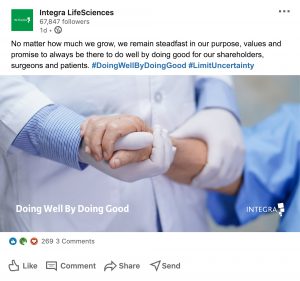 Integra LifeSciences
67,847 followers
1d •
No matter how much we grow, we remain steadfast in our purpose, values and
promise to always be there to do well by doing good for our shareholders,
surgeons and patients. #DoingWellByDoingGood #LimitUncertainty
Doing Well By Doing Good
INTEGRA
269 3 Comments
Like Comment Share Send